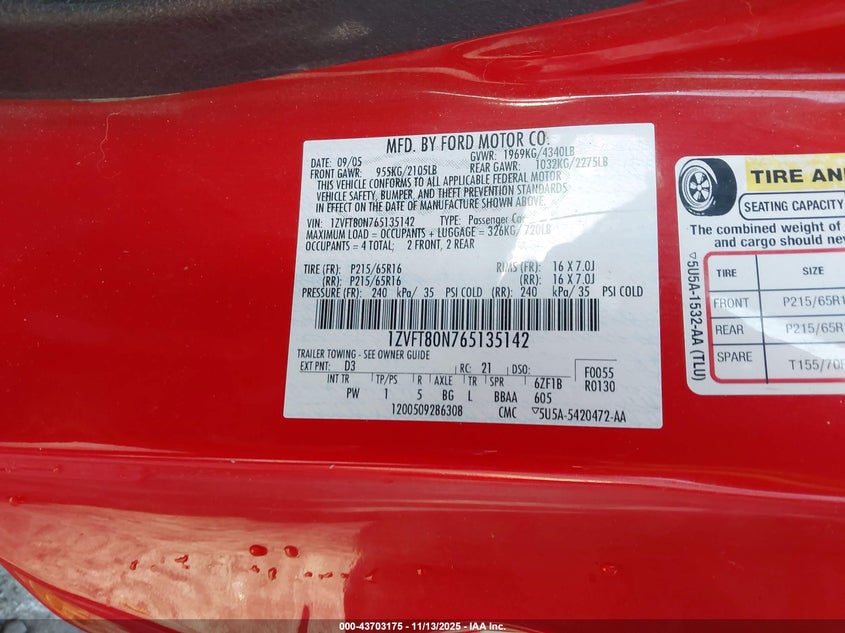 MFD. BY FORD MOTOR CO.
DATE: 09/05 GVWR: 1969KG/4340LB
FRONT GAWR: 955KG/2105LB REAR GAWR: 1032KG/2275LB
THIS VEHICLE CONFORMS TO ALL APPLICABLE FEDERAL MOTOR
VEHICLE SAFETY, BUMPER, AND THEFT PREVENTION STANDARDS
IN EFFECT ON THE DATE OF MANUFACTURE SHOWN ABOVE.
VIN: 1ZVFT80N765135142 TYPE: Passenger Car
MAXIMUM LOAD = OCCUPANTS + LUGGAGE = 326KG/720LB
OCCUPANTS = 4 TOTAL; 2 FRONT, 2 REAR
TIRE (FR): P215/65R16 RIMS (FR): 16 X 7.0J
(RR): P215/65R16 (RR): 16 X 7.0J
PRESSURE (FR): 240 kPa/ 35 PSI COLD (RR): 240 kPa/ 35 PSI COLD
1ZVFT80N765135142
TRAILER TOWING - SEE OWNER GUIDE
EXT PNT: D3 RC: 21 DSO: F0055
R0130
INT TR TP/PS R AXLE TR SPR 6ZF1B
PW 1 5 BG L BBAA 605
1200509286308 CMC ▽5U5A-5420472-AA
TIRE AN
SEATING CAPACITY
The combined weight of
and cargo should nev
TIRE SIZE
FRONT P215/65R1
REAR P215/65R1
SPARE T155/70
▽5U5A-1532-AA (TLU)
000-43703175 - 11/13/2025 - IAA Inc.